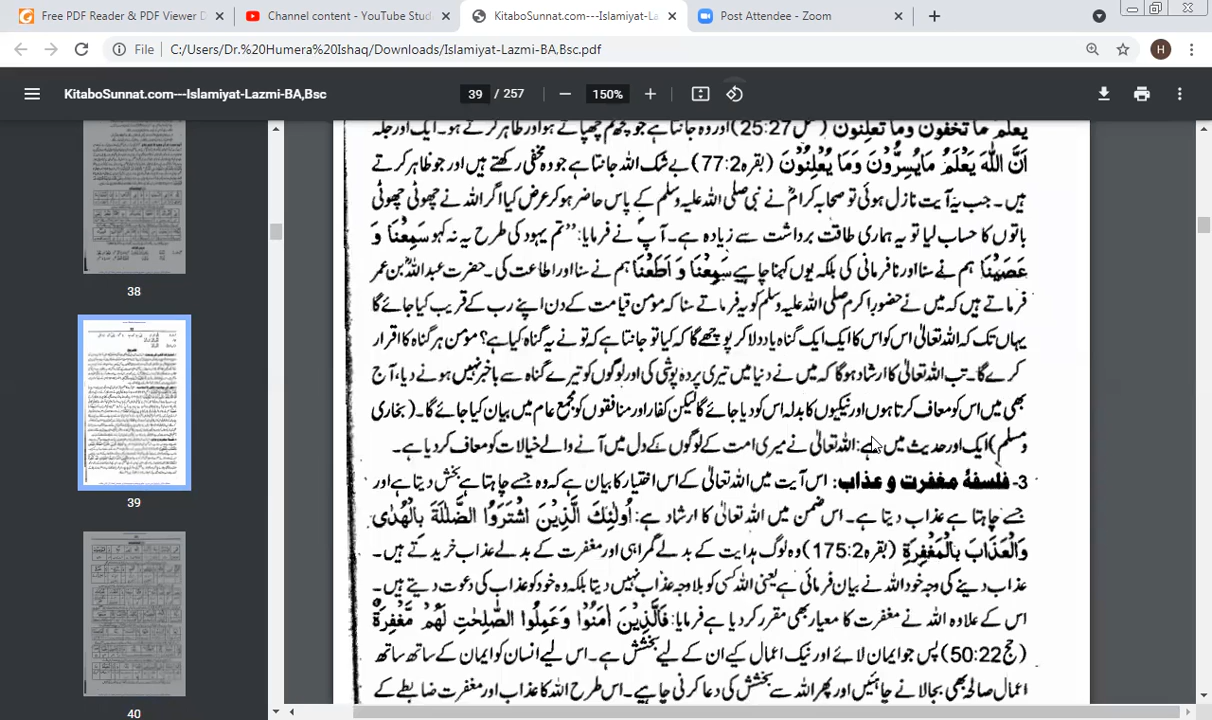 Free PDF Reader & PDF Viewer D
Channel content - YouTube Stud
KitaboSunnat.com---Islamiyat-La
Post Attendee - Zoom
File
C:/Users/Dr.%20Humera%20Ishaq/Downloads/Islamiyat-Lazmi-BA,Bsc.pdf
H
KitaboSunnat.com---Islamiyat-Lazmi-BA,Bsc
39 / 257
150%
38
39
40
يعلم ما تخفون وما تعلنون (نمل 25:27) اور وہ جانتا ہے جو کچھ تم چھپاتے ہو اور ظاہر کرتے ہو۔ ایک اور جگہ
اَنَّ اللّٰهَ يَعْلَمُ مَايُسِرُّوْنَ وَمَا يُعْلِنُوْنَ (بقرہ 77:2) بے شک اللہ جانتا ہے جو وہ مخفی رکھتے ہیں اور جو ظاہر کرتے
ہیں۔ جب یہ آیت نازل ہوئی تو صحابہ کرامؓ نے نبی صلی اللہ علیہ وسلم کے پاس حاضر ہو کر عرض کیا اگر اللہ نے چھوٹی چھوٹی
باتوں کا حساب لیا تو یہ ہماری طاقت برداشت سے زیادہ ہے۔ آپؐ نے فرمایا: ”تم یہود کی طرح یہ نہ کہو سَمِعْنَا وَ
عَصَيْنَا ہم نے سنا اور نافرمانی کی بلکہ یوں کہنا چاہیے سَمِعْنَا وَ اَطَعْنَا ہم نے سنا اور اطاعت کی۔ حضرت عبداللہؓ بن عمر
فرماتے ہیں کہ میں نے حضورِ اکرم صلی اللہ علیہ وسلم کو یہ فرماتے سنا کہ مؤمن قیامت کے دن اپنے رب کے قریب کیا جائے گا
یہاں تک کہ اللہ تعالیٰ اس کو اس کا ایک ایک گناہ یاد دلا کر پوچھے گا کہ کیا تو جانتا ہے کہ تو نے یہ گناہ کیا ہے؟ مؤمن ہر گناہ کا اقرار
کرے گا۔ تب اللہ تعالیٰ کا ارشاد ہوگا کہ میں نے دنیا میں تیری پردہ پوشی کی اور لوگوں کو تیرے گناہ سے باخبر نہیں ہونے دیا، آج
بھی میں اس کو معاف کرتا ہوں اور نیکیوں کا بدلہ اس کو دیا جائے گا لیکن کفار اور منافقوں کو مجمع عام میں بیان کیا جائے گا۔ (بخاری
و مسلم) ایک اور حدیث میں ہے: اللہ تعالیٰ نے میری امت کے لوگوں کے دل میں آنے والے خیالات کو معاف کر دیا ہے۔
3- فلسفۂ مغفرت و عذاب: اس آیت میں اللہ تعالیٰ کے اس اختیار کا بیان ہے کہ وہ جسے چاہتا ہے بخش دیتا ہے اور
جسے چاہتا ہے عذاب دیتا ہے۔ اس ضمن میں اللہ تعالیٰ کا ارشاد ہے: اُولٰٓئِكَ الَّذِيْنَ اشْتَرَوُا الضَّلٰلَةَ بِالْهُدٰى
وَالْعَذَابَ بِالْمَغْفِرَةِ (بقرہ 175:2) وہ لوگ ہدایت کے بدلے گمراہی اور مغفرت کے بدلے عذاب خریدتے ہیں۔
عذاب دینے کی وجہ خود اللہ نے بیان فرمائی ہے یعنی اللہ کسی کو بلاوجہ عذاب نہیں دیتا بلکہ وہ خود کو عذاب کی دعوت دیتے ہیں۔
اس کے علاوہ اللہ نے مغفرت کا معیار بھی مقرر کر دیا ہے فرمایا: فَالَّذِيْنَ اٰمَنُوْا وَعَمِلُوا الصّٰلِحٰتِ لَهُمْ مَّغْفِرَةٌ
(حج 50:22) پس جو ایمان لائے اور نیک اعمال کیے ان کے لیے بخشش ہے۔ اس لیے انسان کو ایمان کے ساتھ ساتھ
اعمال صالحہ بھی بجالانے چاہئیں اور پھر اللہ سے بخشش کی دعا کرنی چاہیے۔ اس طرح اللہ کا عذاب اور مغفرت ضابطے کے